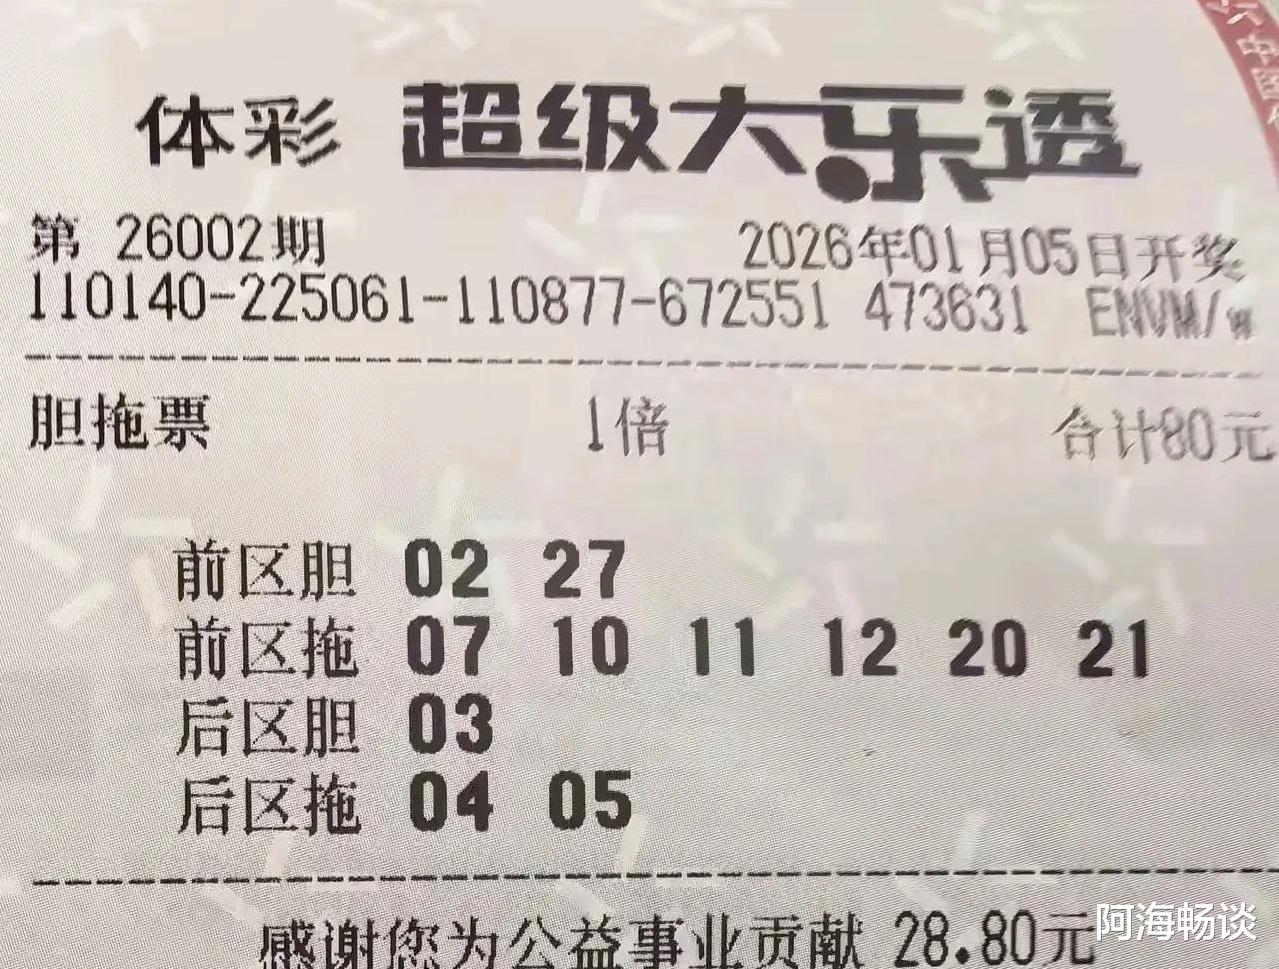 体彩 超级大乐透
第 26002期 2026年01月05日开奖
110140-225061-110877-672551 473631 ENVM/
胆拖票 1倍 合计80元
前区胆 02 27
前区拖 07 10 11 12 20 21
后区胆 03
后区拖 04 05
感谢您为公益事业贡献 28.80元
阿海畅谈